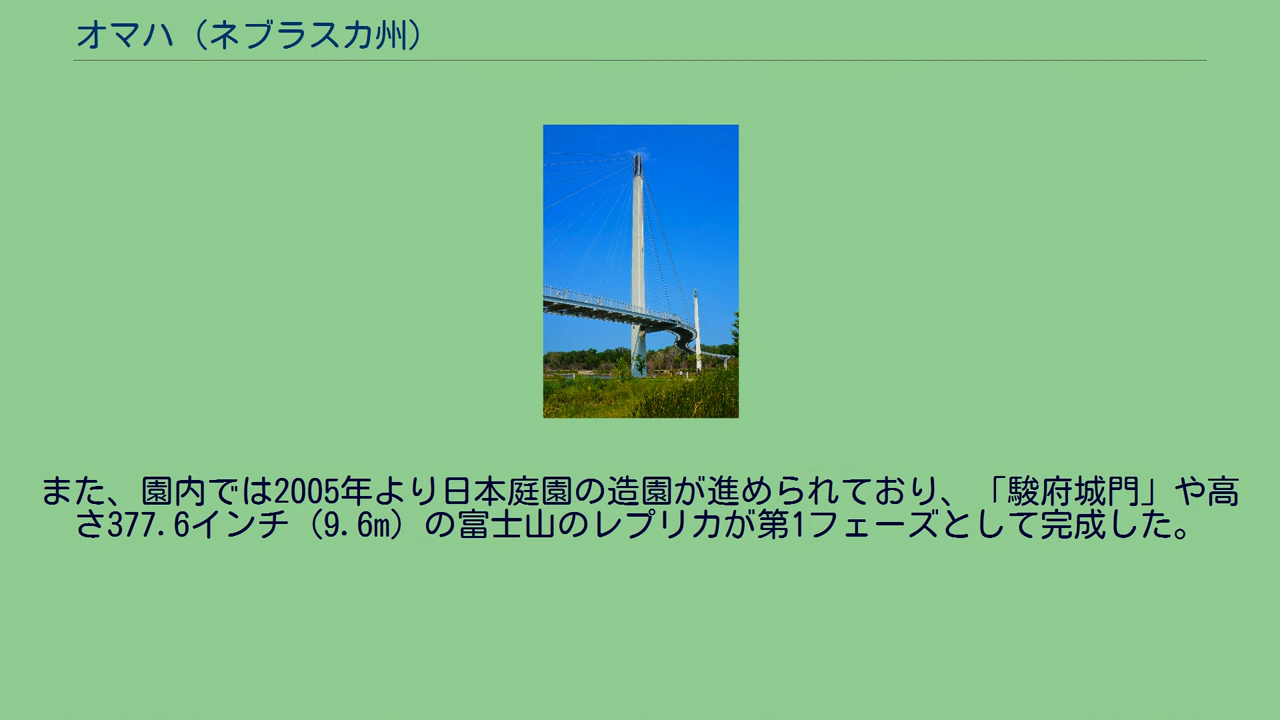 オマハ（ネブラスカ州）
また、園内では2005年より日本庭園の造園が進められており、「駿府城門」や高
さ377.6インチ（9.6m）の富士山のレプリカが第1フェーズとして完成した。